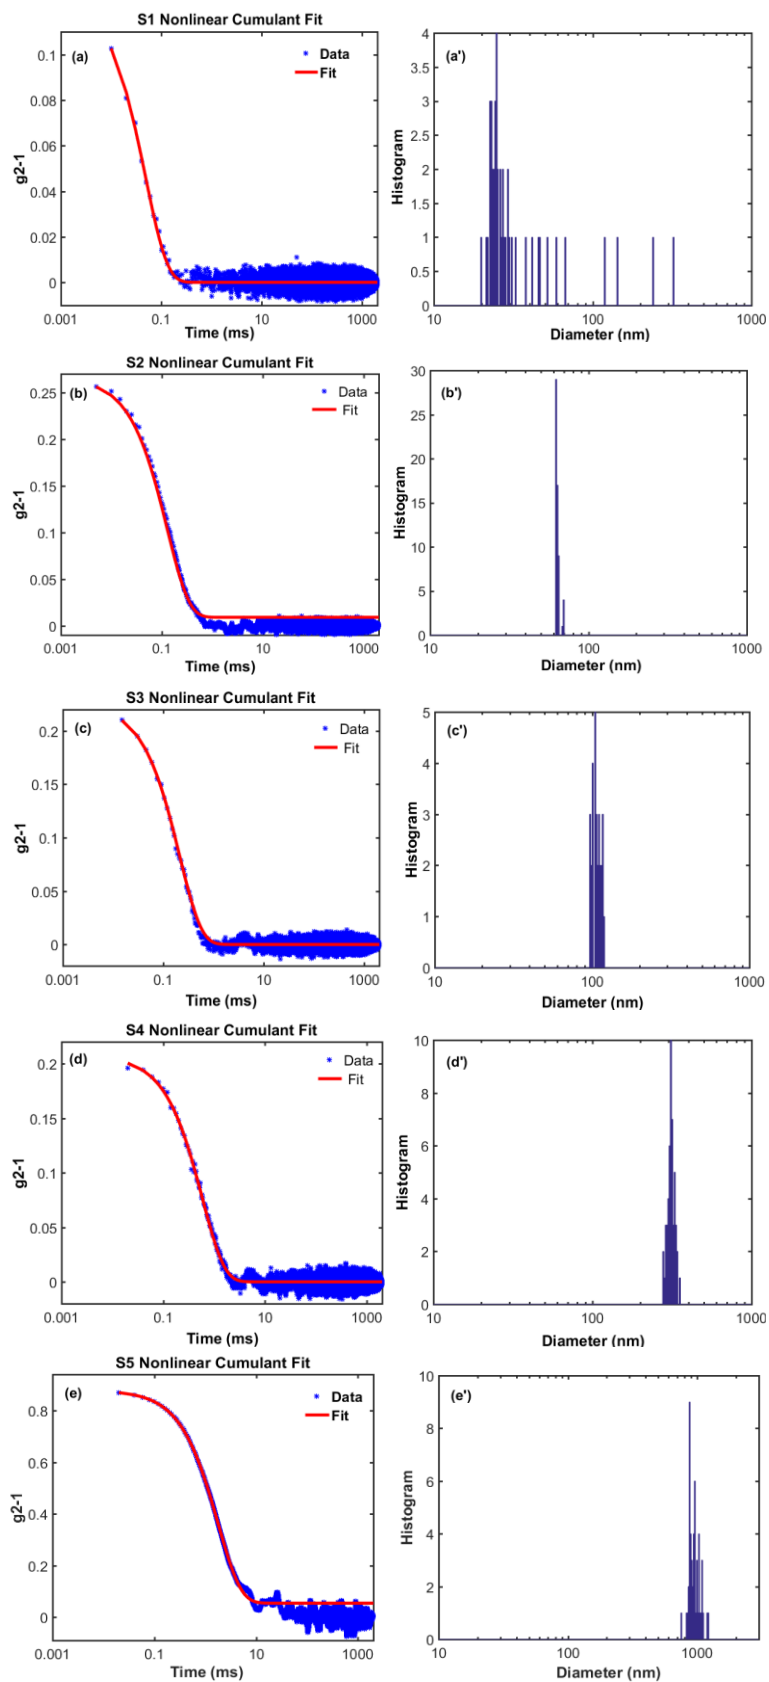 S1 Nonlinear Cumulant Fit
(a)
Data
Fit
0.1
0.08
0.06
0.04
0.02
0
g2-1
0.001
0.1
10
1000
Time (ms)
(a')
4
3.5
3
2.5
2
1.5
1
0.5
0
Histogram
10
100
1000
Diameter (nm)
S2 Nonlinear Cumulant Fit
(b)
Data
Fit
0.25
0.2
0.15
0.1
0.05
0
g2-1
0.001
0.1
10
1000
Time (ms)
(b')
30
25
20
15
10
5
0
Histogram
10
100
1000
Diameter (nm)
S3 Nonlinear Cumulant Fit
(c)
Data
Fit
0.2
0.15
0.1
0.05
0
g2-1
0.001
0.1
10
1000
Time (ms)
(c')
5
4
3
2
1
0
Histogram
10
100
1000
Diameter (nm)
S4 Nonlinear Cumulant Fit
(d)
Data
Fit
0.2
0.15
0.1
0.05
0
g2-1
0.001
0.1
10
1000
Time (ms)
(d')
10
8
6
4
2
0
Histogram
10
100
1000
Diameter (nm)
S5 Nonlinear Cumulant Fit
(e)
Data
Fit
0.8
0.6
0.4
0.2
0
g2-1
0.001
0.1
10
1000
Time (ms)
(e')
10
8
6
4
2
0
Histogram
10
100
1000
Diameter (nm)